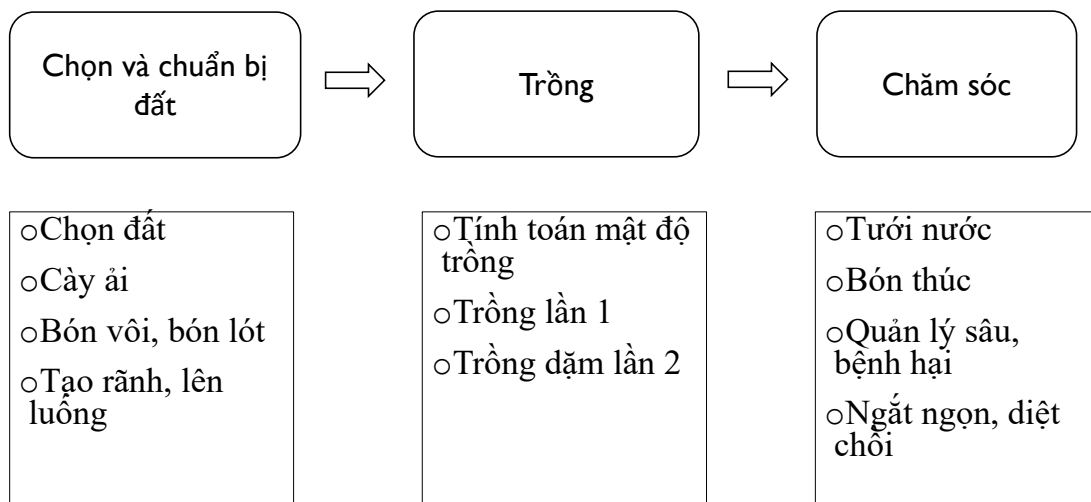 Chọn và chuẩn bị
đất
Trồng
Chăm sóc
oChọn đất
oCày ải
oBón vôi, bón lót
oTạo rãnh, lên
luống
oTính toán mật độ
trồng
oTrồng lần 1
oTrồng dặm lần 2
oTưới nước
oBón thúc
oQuản lý sâu,
bệnh hại
oNgắt ngọn, diệt
chồi